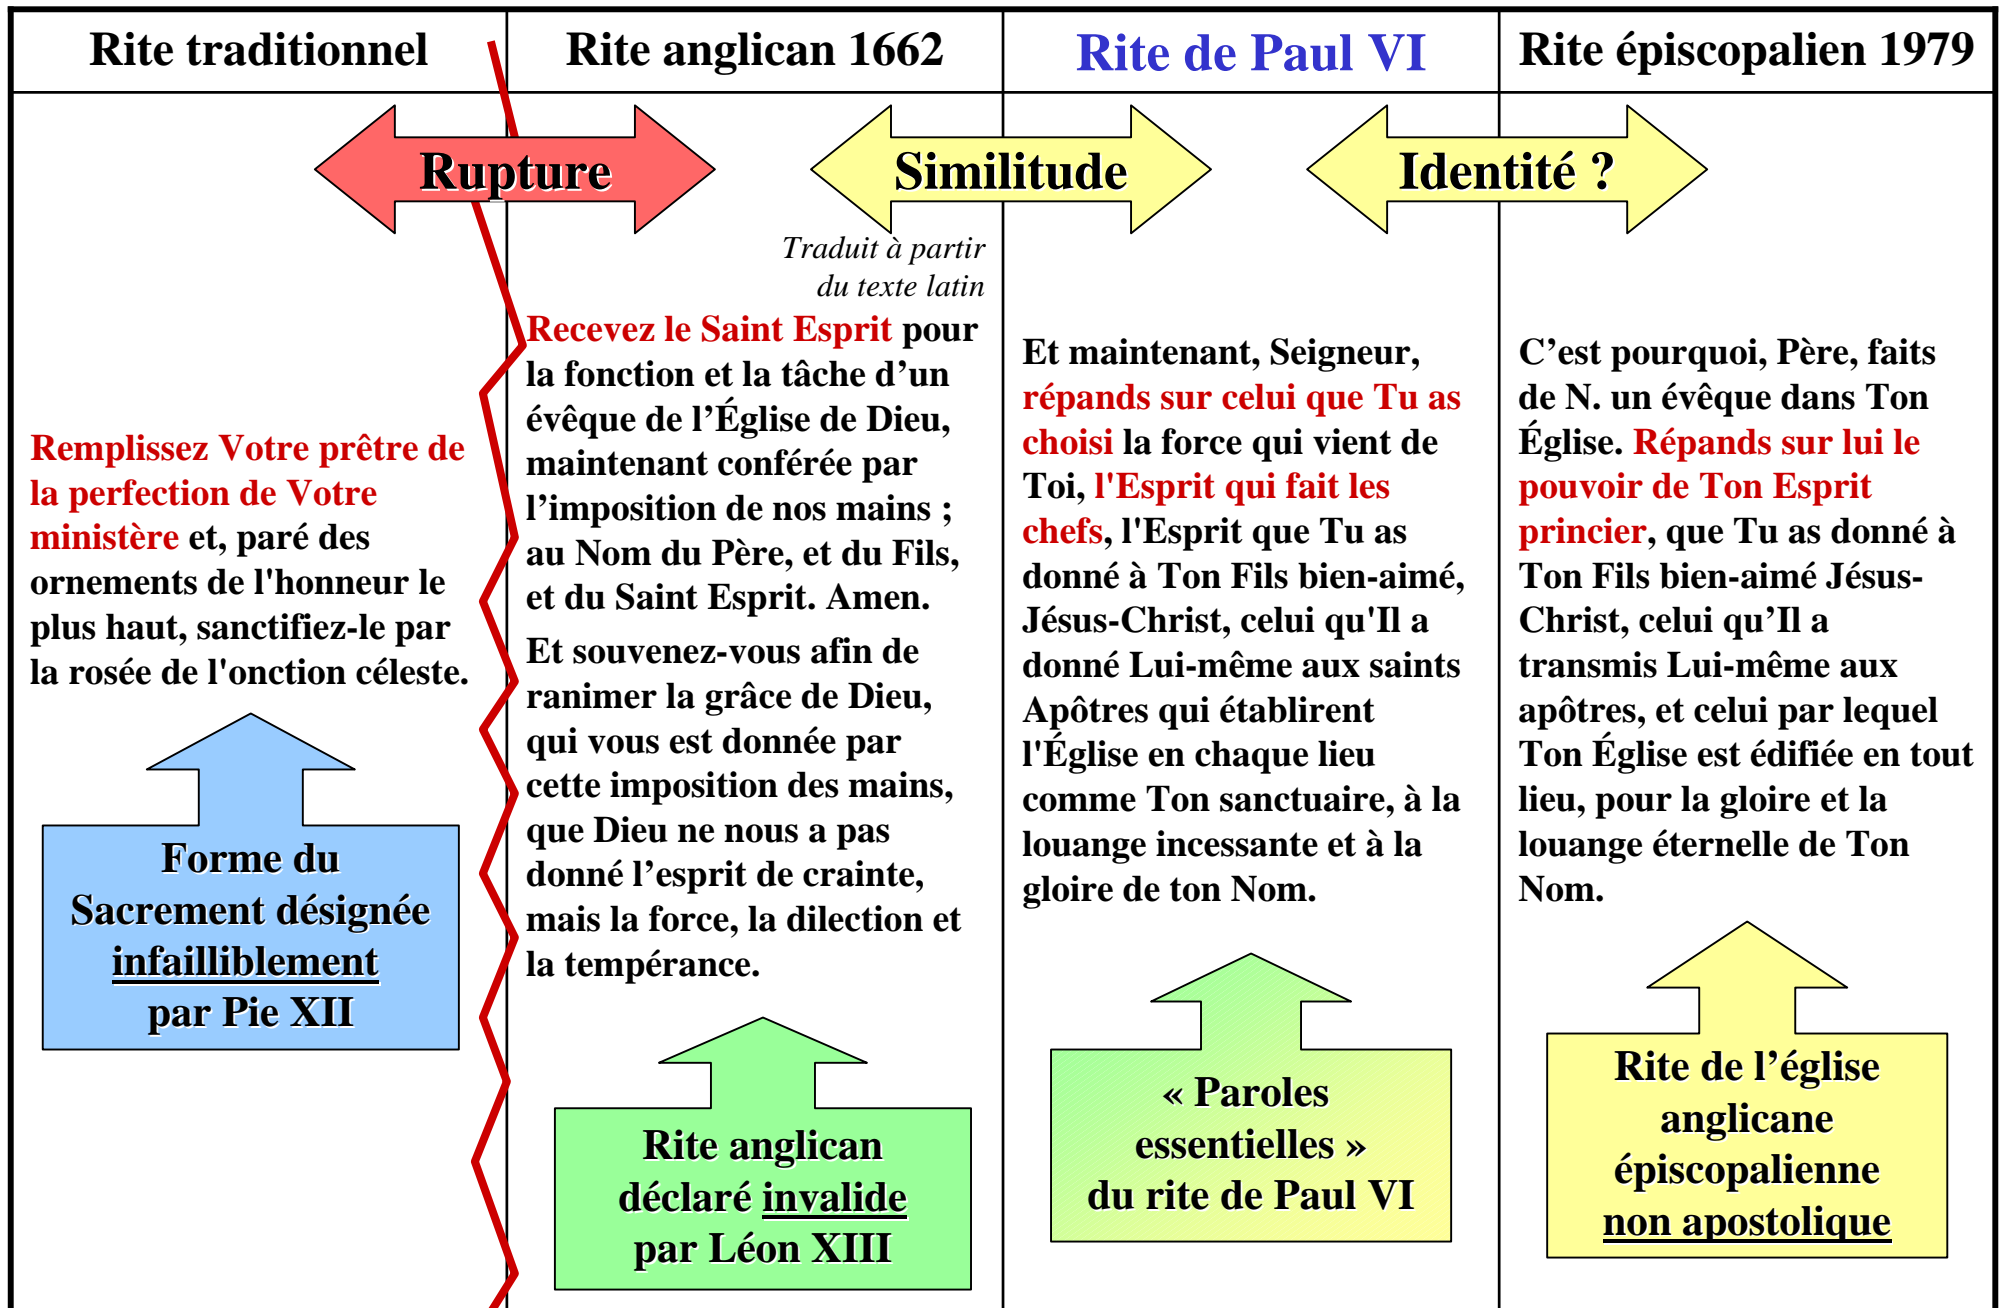 Rite traditionnel
Rite anglican 1662
Rite de Paul VI
Rite épiscopalien 1979
Rupture
Similitude
Identité ?
Remplissez Votre prêtre de
la perfection de Votre
ministère et, paré des
ornements de l'honneur le
plus haut, sanctifiez-le par
la rosée de l'onction céleste.
Forme du
Sacrement désignée
infailliblement
par Pie XII
Traduit à partir
du texte latin
Recevez le Saint Esprit pour
la fonction et la tâche d’un
évêque de l’Église de Dieu,
maintenant conférée par
l’imposition de nos mains ;
au Nom du Père, et du Fils,
et du Saint Esprit. Amen.
Et souvenez-vous afin de
ranimer la grâce de Dieu,
qui vous est donnée par
cette imposition des mains,
que Dieu ne nous a pas
donné l’esprit de crainte,
mais la force, la dilection et
la tempérance.
Rite anglican
déclaré invalide
par Léon XIII
Et maintenant, Seigneur,
répands sur celui que Tu as
choisi la force qui vient de
Toi, l'Esprit qui fait les
chefs, l'Esprit que Tu as
donné à Ton Fils bien-aimé,
Jésus-Christ, celui qu'Il a
donné Lui-même aux saints
Apôtres qui établirent
l'Église en chaque lieu
comme Ton sanctuaire, à la
louange incessante et à la
gloire de ton Nom.
« Paroles
essentielles »
du rite de Paul VI
C’est pourquoi, Père, faits
de N. un évêque dans Ton
Église. Répands sur lui le
pouvoir de Ton Esprit
princier, que Tu as donné à
Ton Fils bien-aimé Jésus-
Christ, celui qu’Il a
transmis Lui-même aux
apôtres, et celui par lequel
Ton Église est édifiée en tout
lieu, pour la gloire et la
louange éternelle de Ton
Nom.
Rite de l’église
anglicane
épiscopalienne
non apostolique